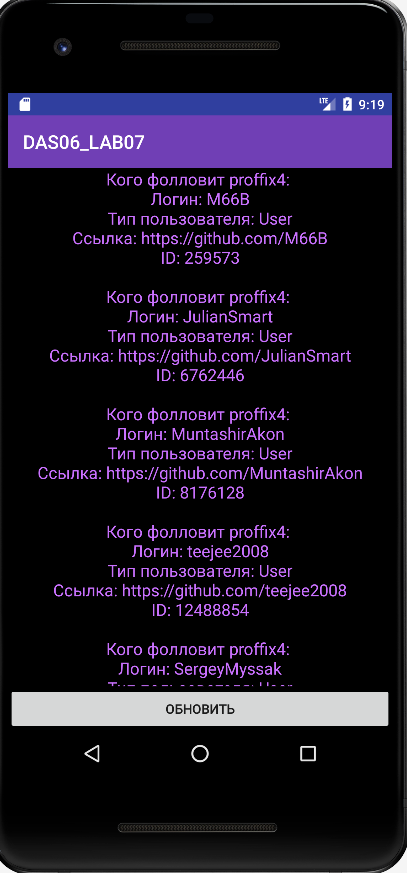 LTE 9:19
DAS06_LAB07
Кого фолловит proffix4:
Логин: M66B
Тип пользователя: User
Ссылка: https://github.com/M66B
ID: 259573
Кого фолловит proffix4:
Логин: JulianSmart
Тип пользователя: User
Ссылка: https://github.com/JulianSmart
ID: 6762446
Кого фолловит proffix4:
Логин: MuntashirAkon
Тип пользователя: User
Ссылка: https://github.com/MuntashirAkon
ID: 8176128
Кого фолловит proffix4:
Логин: teejee2008
Тип пользователя: User
Ссылка: https://github.com/teejee2008
ID: 12488854
Кого фолловит proffix4:
Логин: SergeyMyssak
Тип пользователя: User
ОБНОВИТЬ